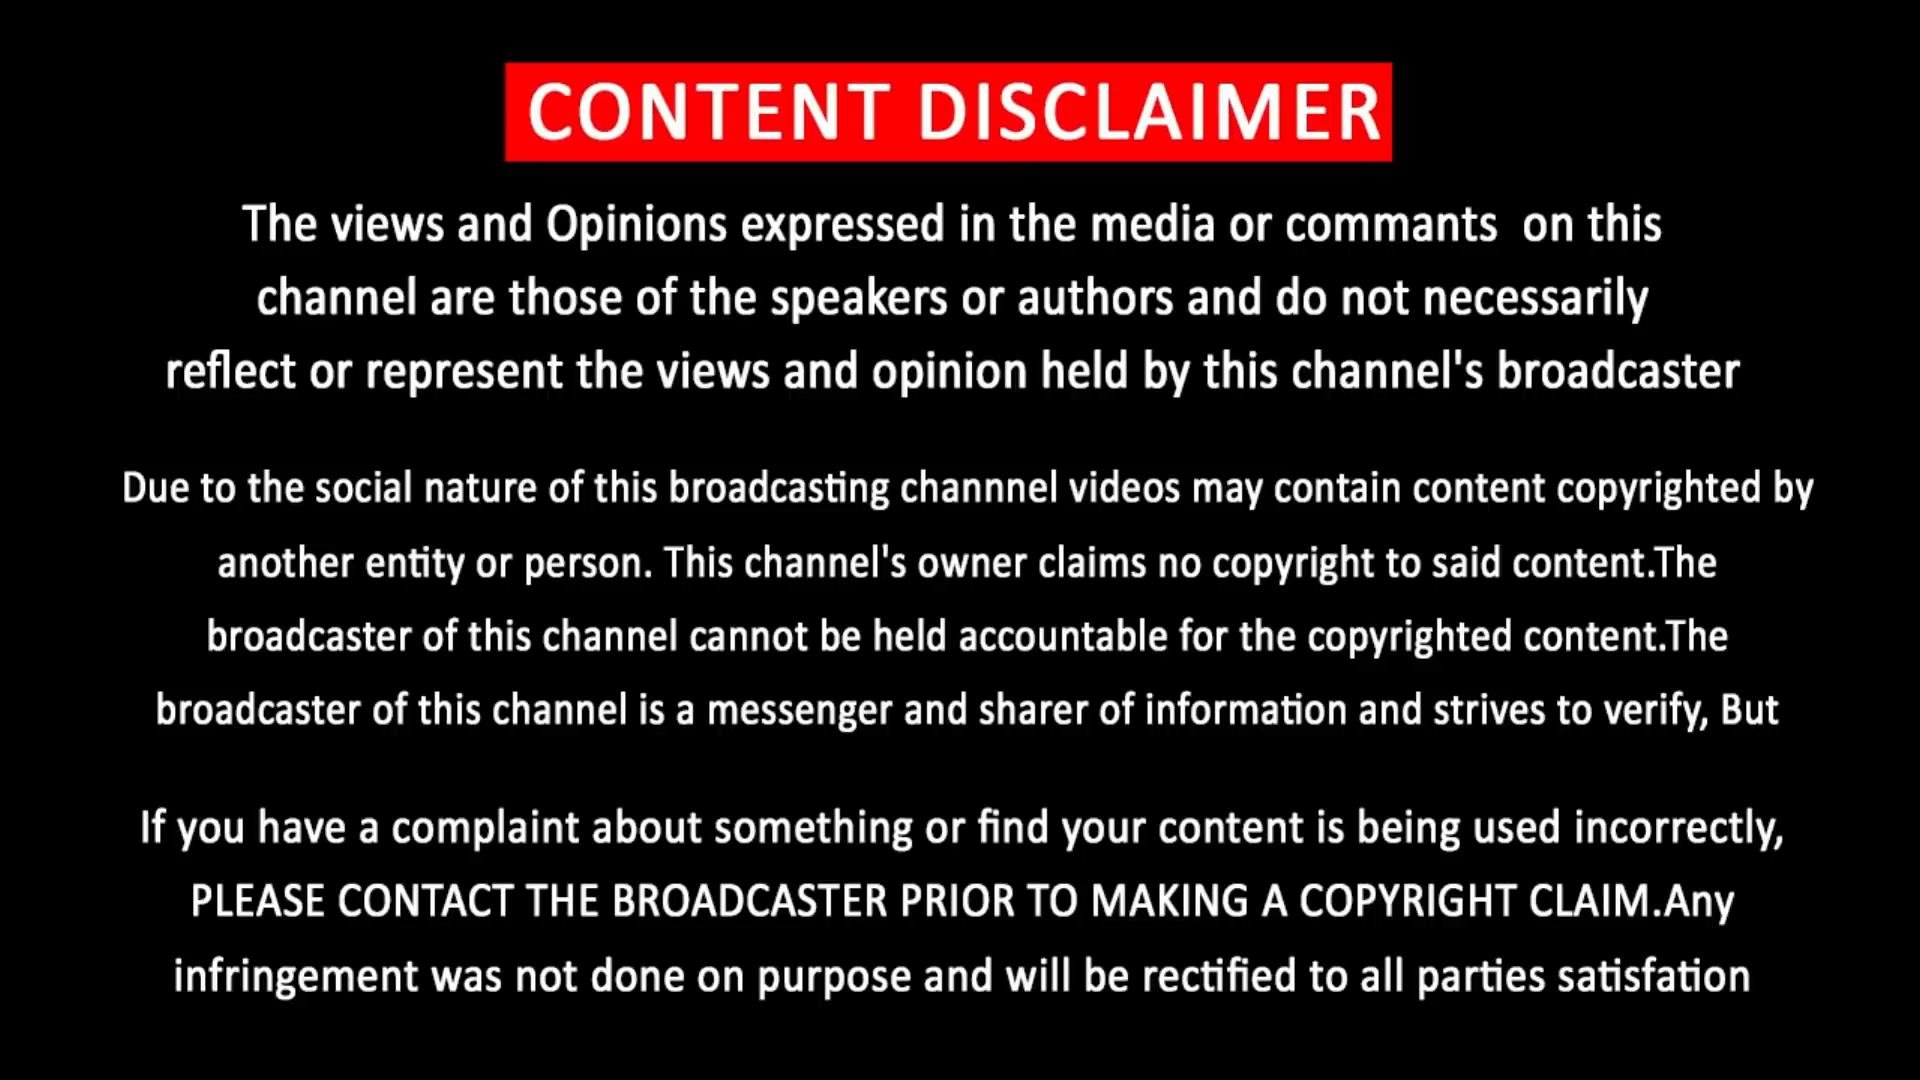 CONTENT DISCLAIMER
The views and Opinions expressed in the media or commants on this
channel are those of the speakers or authors and do not necessarily
reflect or represent the views and opinion held by this channel's broadcaster
Due to the social nature of this broadcasting channnel videos may contain content copyrighted by
another entity or person. This channel's owner claims no copyright to said content.The
broadcaster of this channel cannot be held accountable for the copyrighted content.The
broadcaster of this channel is a messenger and sharer of information and strives to verify, But
If you have a complaint about something or find your content is being used incorrectly,
PLEASE CONTACT THE BROADCASTER PRIOR TO MAKING A COPYRIGHT CLAIM.Any
infringement was not done on purpose and will be rectified to all parties satisfation